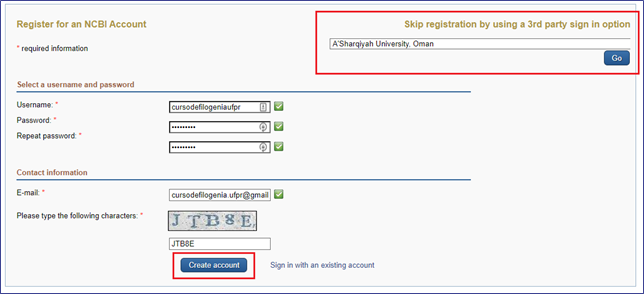 Register for an NCBI Account
Skip registration by using a 3rd party sign in option
* required information
A'Sharqiyah University, Oman
Go
Select a username and password
Username: *
cursodefilogeniaufpr
Password: *
•••••••••
Repeat password: *
•••••••••
Contact information
E-mail: *
cursodefilogenia.ufpr@gmail
Please type the following characters: *
JTB8E
JTB8E
Create account
Sign in with an existing account